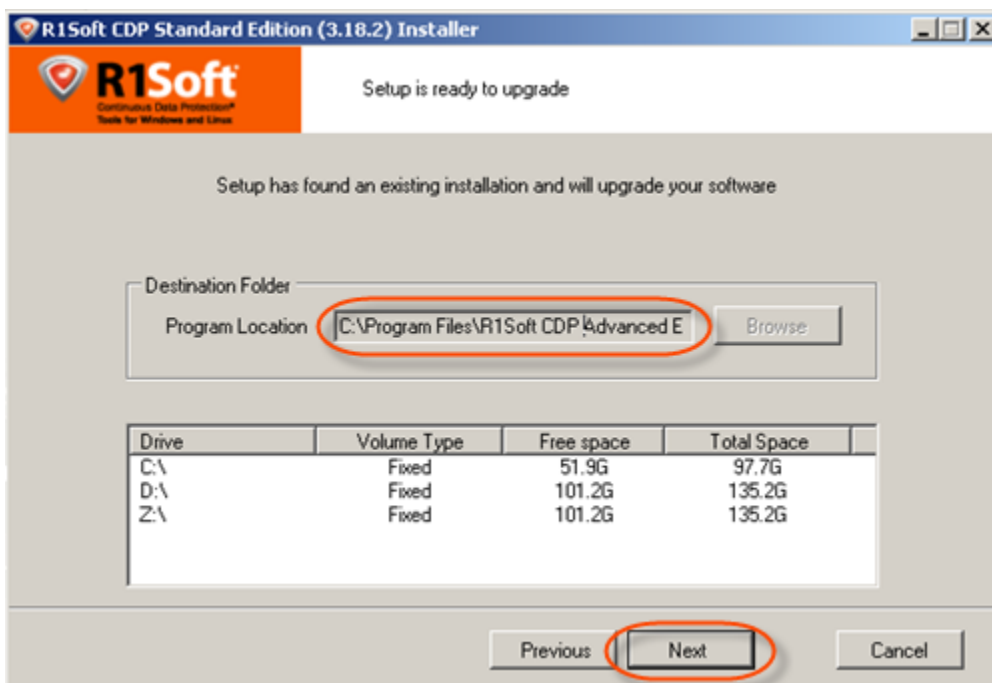 R1Soft CDP Standard Edition (3.18.2) Installer
R1Soft
Continuous Data Protection®
Tools for Windows and Linux
Setup is ready to upgrade
Setup has found an existing installation and will upgrade your software
Destination Folder
Program Location C:\Program Files\R1Soft CDP Advanced E Browse
Drive Volume Type Free space Total Space
C:\ Fixed 51.9G 97.7G
D:\ Fixed 101.2G 135.2G
Z:\ Fixed 101.2G 135.2G
Previous Next Cancel